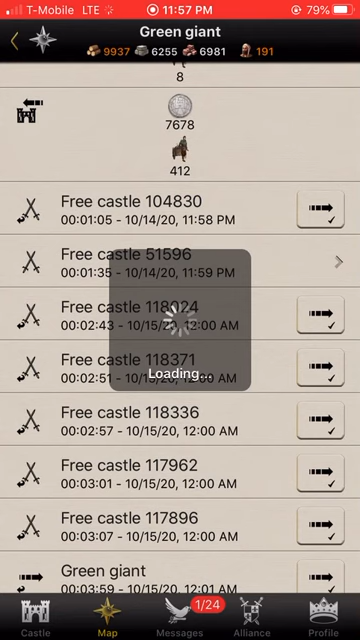 T-Mobile LTE 11:57 PM 79%
Green giant
9937 6255 6981 191
8
7678
412
Free castle 104830
00:01:05 - 10/14/20, 11:58 PM
Free castle 51596
00:01:35 - 10/14/20, 11:59 PM
Free castle 118024
00:02:43 - 10/15/20, 12:00 AM
Free castle 118371
00:02:51 - 10/15/20, 12:00 AM
Loading...
Free castle 118336
00:02:57 - 10/15/20, 12:00 AM
Free castle 117962
00:03:01 - 10/15/20, 12:00 AM
Free castle 117896
00:03:07 - 10/15/20, 12:00 AM
Green giant
00:03:59 - 10/15/20, 12:01 AM
1/24
Castle Map Messages Alliance Profile